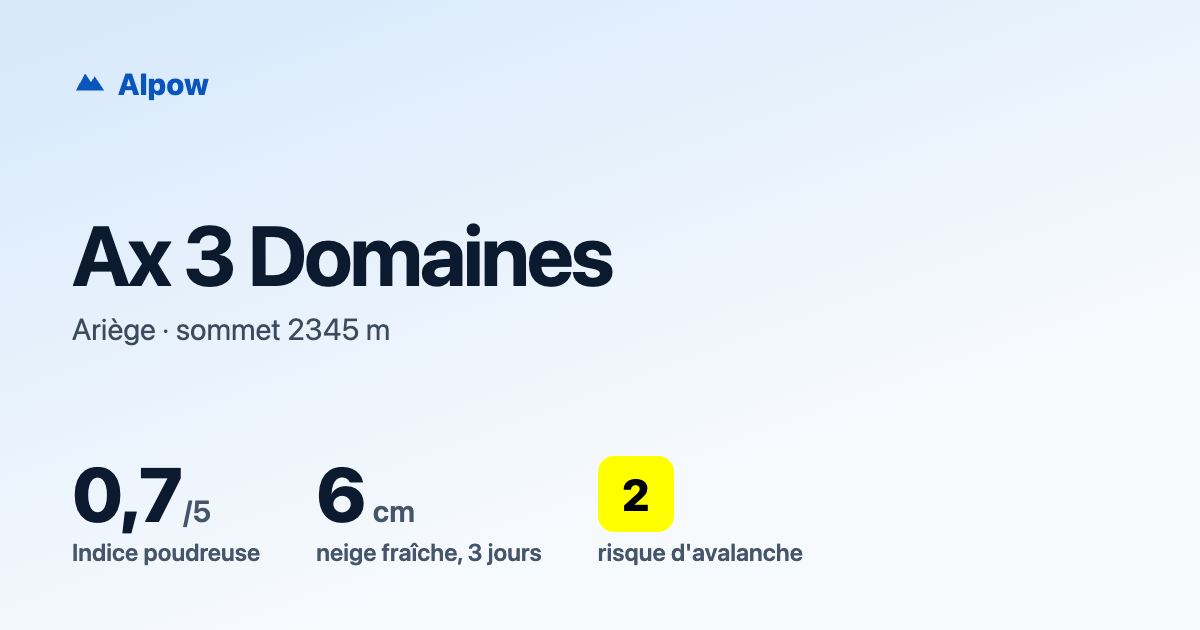 Alpow
Ax 3 Domaines
Ariège · sommet 2345 m
0,7/5
Indice poudreuse
6 cm
neige fraîche, 3 jours
2
risque d'avalanche